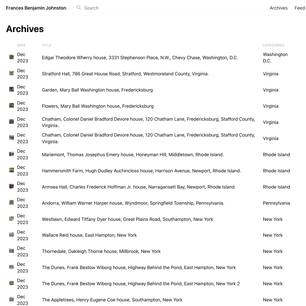 Frances Benjamin Johnston
Search
Archives
Feed
Archives
DATE TITLE CATEGORIES
Dec 2023 Edgar Theodore Wherry house, 3331 Stephenson Place, N.W., Chevy Chase, Washington, D.C. Washington D.C.
Dec 2023 Stratford Hall, 786 Great House Road, Stratford, Westmoreland County, Virginia. Virginia
Dec 2023 Garden, Mary Ball Washington house, Fredericksburg Virginia
Dec 2023 Flowers, Mary Ball Washington house, Fredericksburg Virginia
Dec 2023 Chatham, Colonel Daniel Bradford Devore house, 120 Chatham Lane, Fredericksburg, Stafford County, Virginia.. Virginia
Dec 2023 Chatham, Colonel Daniel Bradford Devore house, 120 Chatham Lane, Fredericksburg, Stafford County, Virginia. Virginia
Dec 2023 Mariemont, Thomas Josephus Emery house, Honeyman Hill, Middletown, Rhode Island. Rhode Island
Dec 2023 Hammersmith Farm, Hugh Dudley Auchincloss house, Harrison Avenue, Newport, Rhode Island. Rhode Island
Dec 2023 Armsea Hall, Charles Frederick Hoffman Jr. house, Narragansett Bay, Newport, Rhode Island. Rhode Island
Dec 2023 Andorra, William Warner Harper house, Wyndmoor, Springfield Township, Pennsylvania. Pennsylvania
Dec 2023 Westlawn, Edward Tiffany Dyer house, Great Plains Road, Southampton, New York New York
Dec 2023 Wallace Reid house, East Hampton, New York New York
Dec 2023 Thornedale, Oakleigh Thorne house, Millbrook, New York New York
Dec 2023 The Dunes, Frank Bestow Wiborg house, Highway Behind the Pond, East Hampton, New York New York
Dec 2023 The Dunes, Frank Bestow Wiborg house, Highway Behind the Pond, East Hampton, New York 2 New York
Dec 2023 The Appletrees, Henry Eugene Coe house, Southampton, New York New York